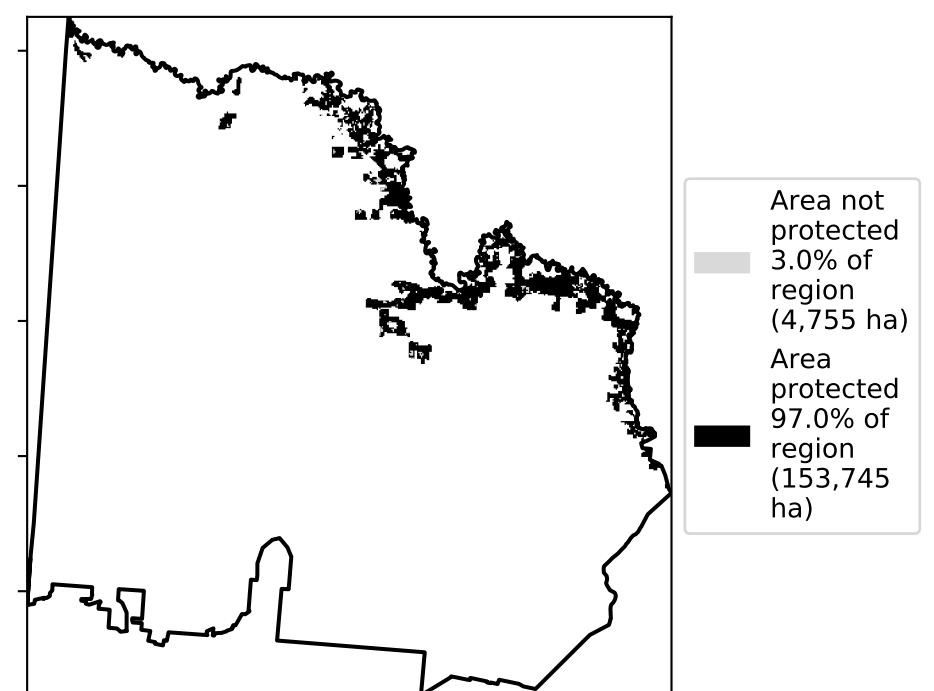 Area not
protected
3.0% of
region
(4,755 ha)
Area
protected
97.0% of
region
(153,745
ha)